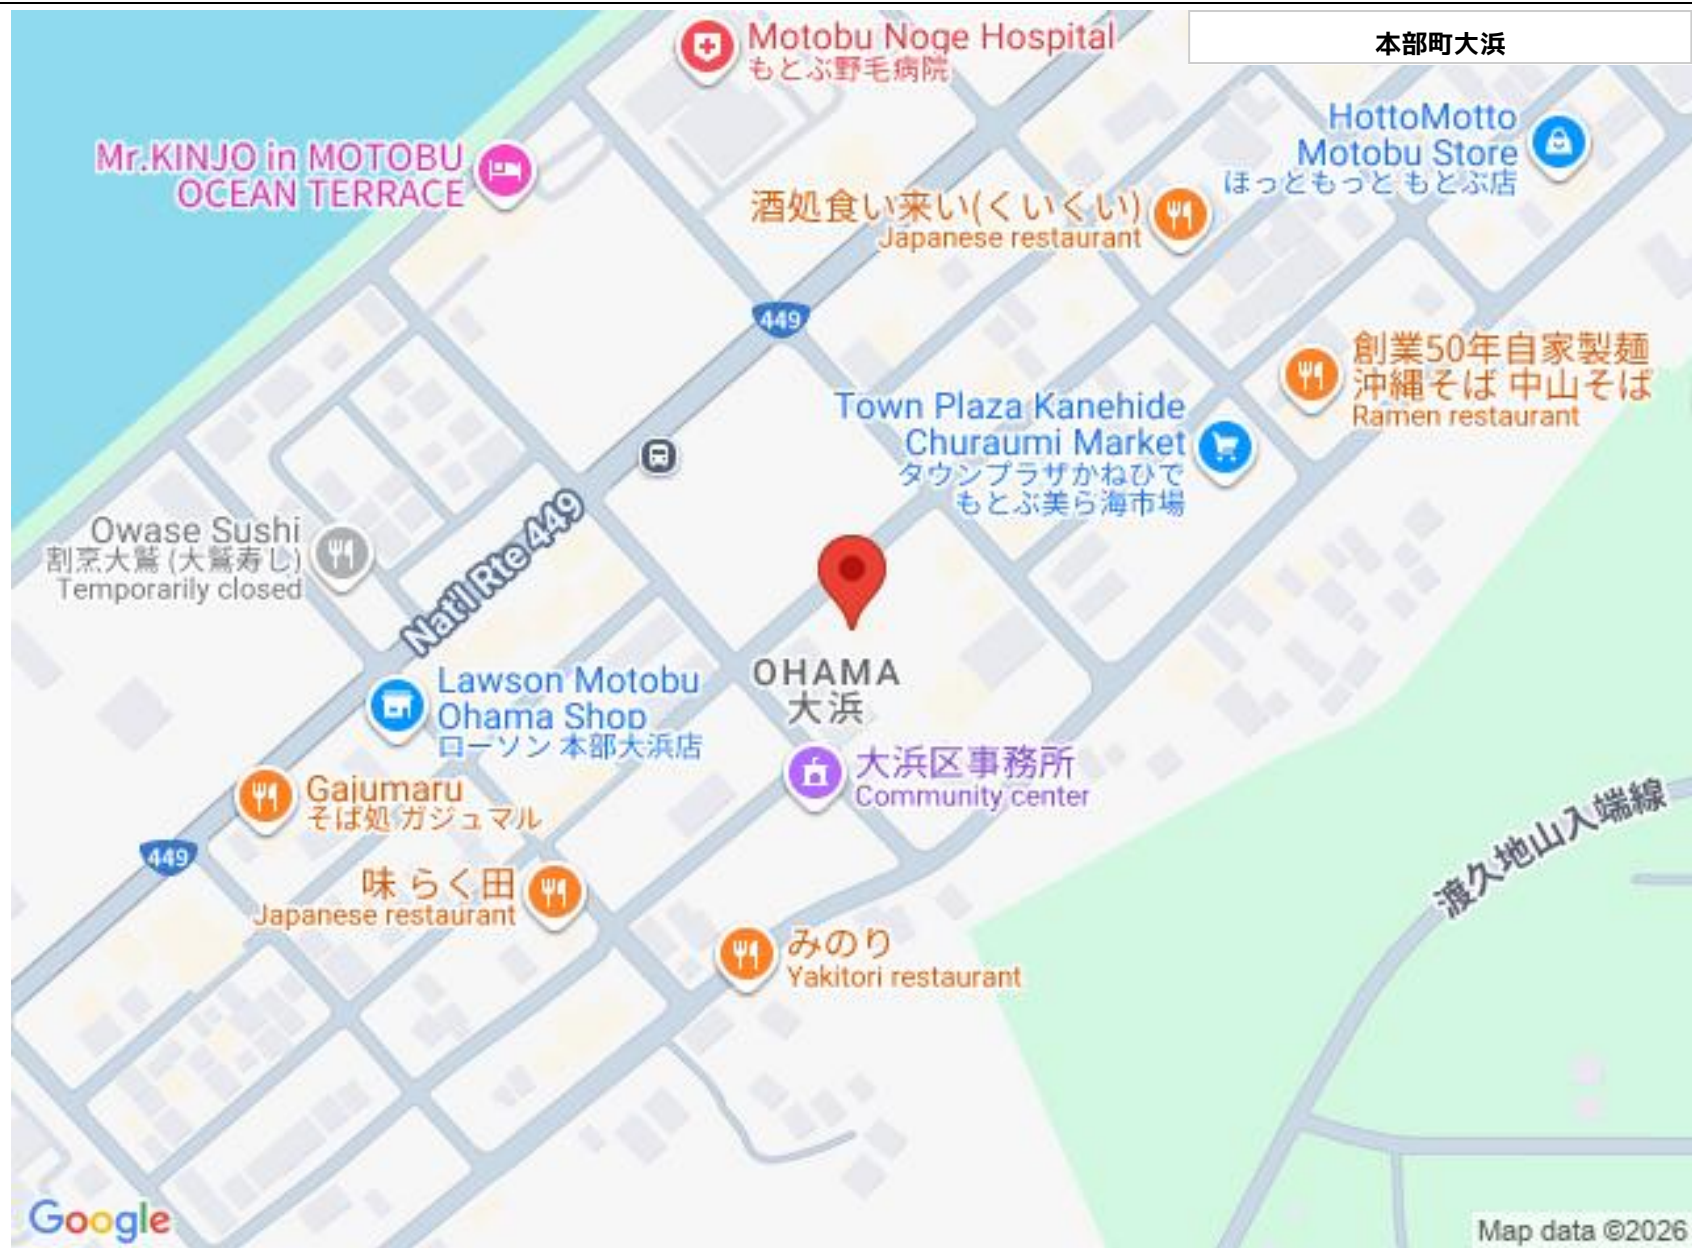 本部町大浜
Motobu Noge Hospital
もとぶ野毛病院
HottoMotto
Motobu Store
ほっともっと もとぶ店
Mr.KINJO in MOTOBU
OCEAN TERRACE
酒処食い来い(くいくい)
Japanese restaurant
449
創業50年自家製麺
沖縄そば 中山そば
Ramen restaurant
Town Plaza Kanehide
Churaumi Market
タウンプラザかねひで
もとぶ美ら海市場
Owase Sushi
割烹大鷲 (大鷲寿し)
Temporarily closed
Nat'l Rte 449
OHAMA
大浜
Lawson Motobu
Ohama Shop
ローソン 本部大浜店
大浜区事務所
Community center
Gajumaru
そば処 ガジュマル
449
味 らく田
Japanese restaurant
渡久地山入端線
みのり
Yakitori restaurant
Google
Map data ©2026